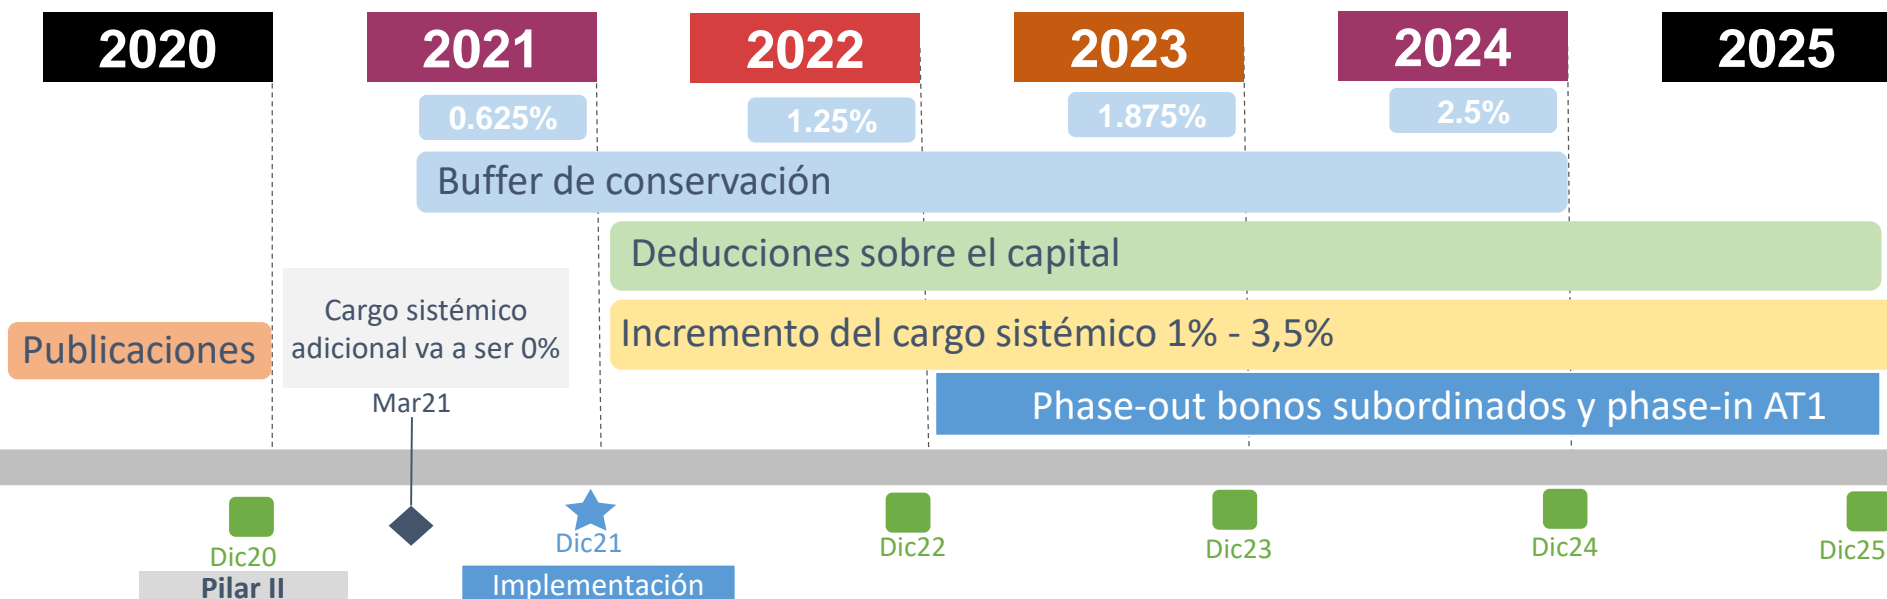 2020
2021
2022
2023
2024
2025
0.625%
1.25%
1.875%
2.5%
Buffer de conservación
Deducciones sobre el capital
Cargo sistémico
adicional va a ser 0%
Incremento del cargo sistémico 1% - 3,5%
Publicaciones
Mar21
Phase-out bonos subordinados y phase-in AT1
Dic20
Dic21
Dic22
Dic23
Dic24
Dic25
Pilar II
Implementación